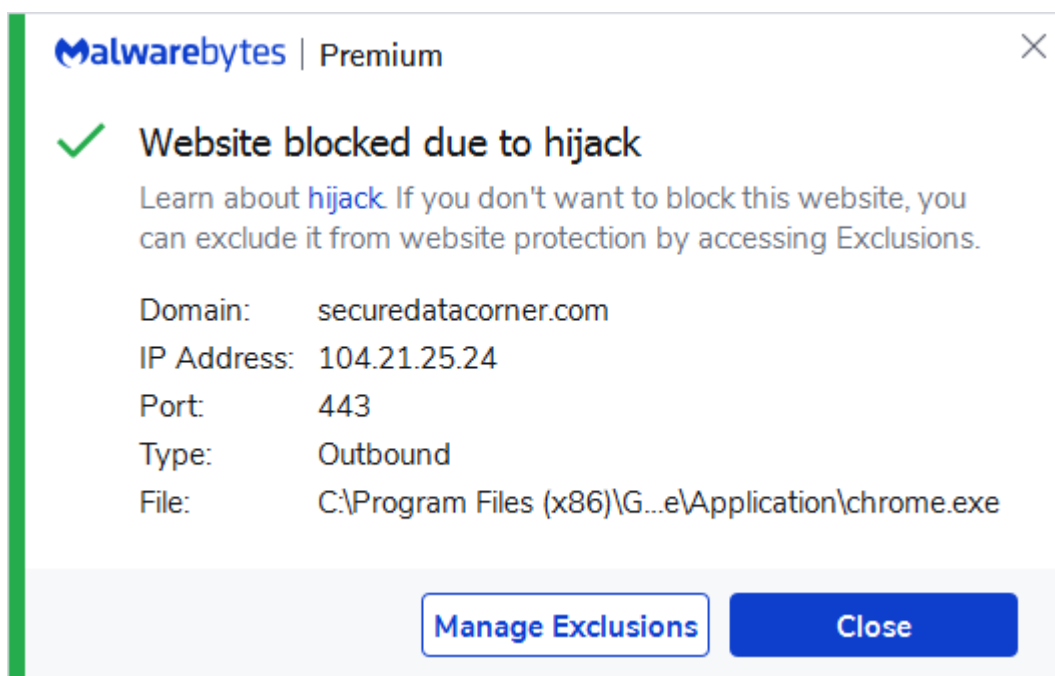 Malwarebytes | Premium
Website blocked due to hijack
Learn about hijack. If you don't want to block this website, you
can exclude it from website protection by accessing Exclusions.
Domain: securedatacorner.com
IP Address: 104.21.25.24
Port: 443
Type: Outbound
File: C:\Program Files (x86)\G...e\Application\chrome.exe
Manage Exclusions Close